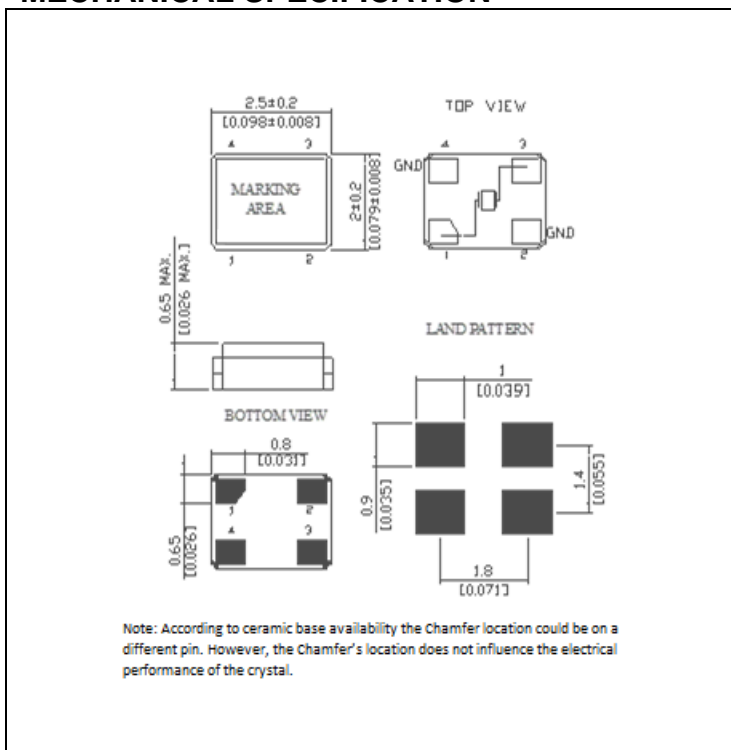 MECHANICAL SPECIFICATION
2.5±0.2
[0.098±0.008]
4 3
MARKING
AREA
1 2
2±0.2
[0.079±0.008]
TOP VIEW
4 3
GND
GND
1 2
0.65 MAX.
[0.026 MAX.]
LAND PATTERN
1
[0.039]
0.9
[0.035]
1.4
[0.055]
1.8
[0.071]
BOTTOM VIEW
0.8
[0.031]
1 2
4 3
0.65
[0.026]
Note: According to ceramic base availability the Chamfer location could be on a
different pin. However, the Chamfer's location does not influence the electrical
performance of the crystal.